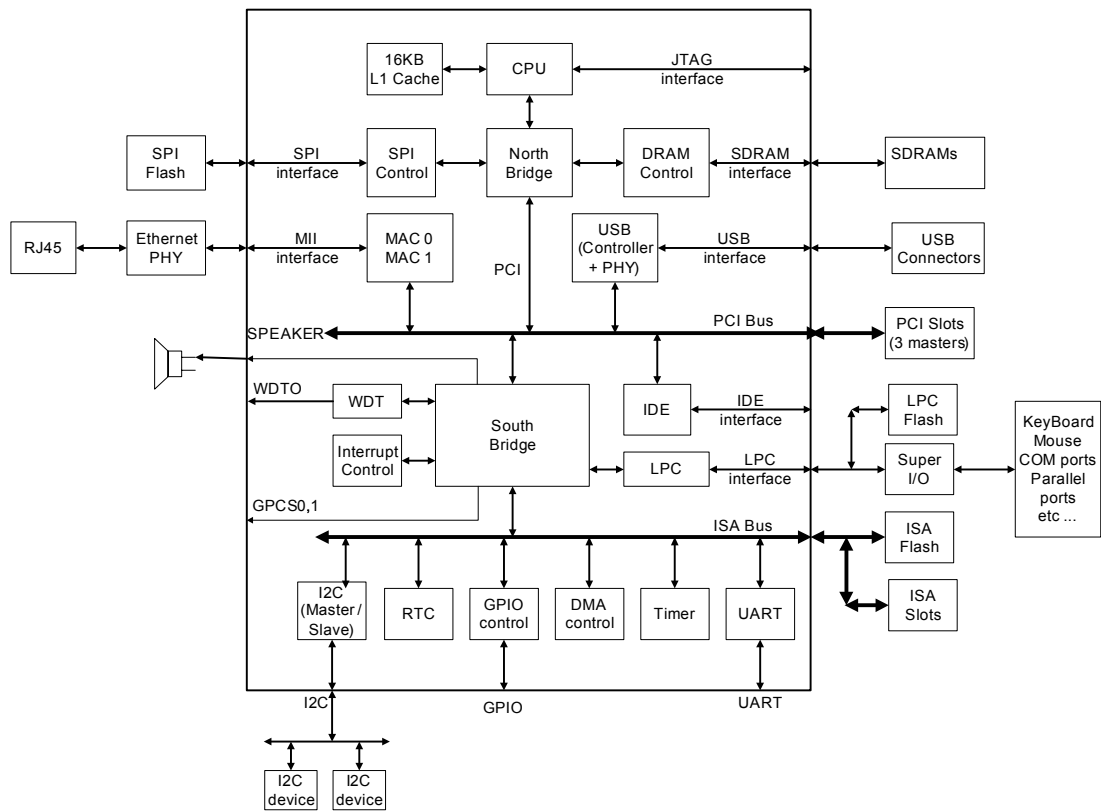 16KB
L1 Cache
CPU
JTAG
interface
SPI
Flash
SPI
interface
SPI
Control
North
Bridge
DRAM
Control
SDRAM
interface
SDRAMs
RJ45
Ethernet
PHY
MII
interface
MAC 0
MAC 1
PCI
USB
(Controller
+ PHY)
USB
interface
USB
Connectors
SPEAKER
PCI Bus
PCI Slots
(3 masters)
WDTO
WDT
South
Bridge
IDE
IDE
interface
LPC
Flash
Interrupt
Control
LPC
LPC
interface
Super
I/O
KeyBoard
Mouse
COM ports
Parallel
ports
etc ...
GPCS0,1
ISA Bus
ISA
Flash
I2C
(Master /
Slave)
RTC
GPIO
control
DMA
control
Timer
UART
ISA
Slots
I2C
GPIO
UART
I2C
device
I2C
device